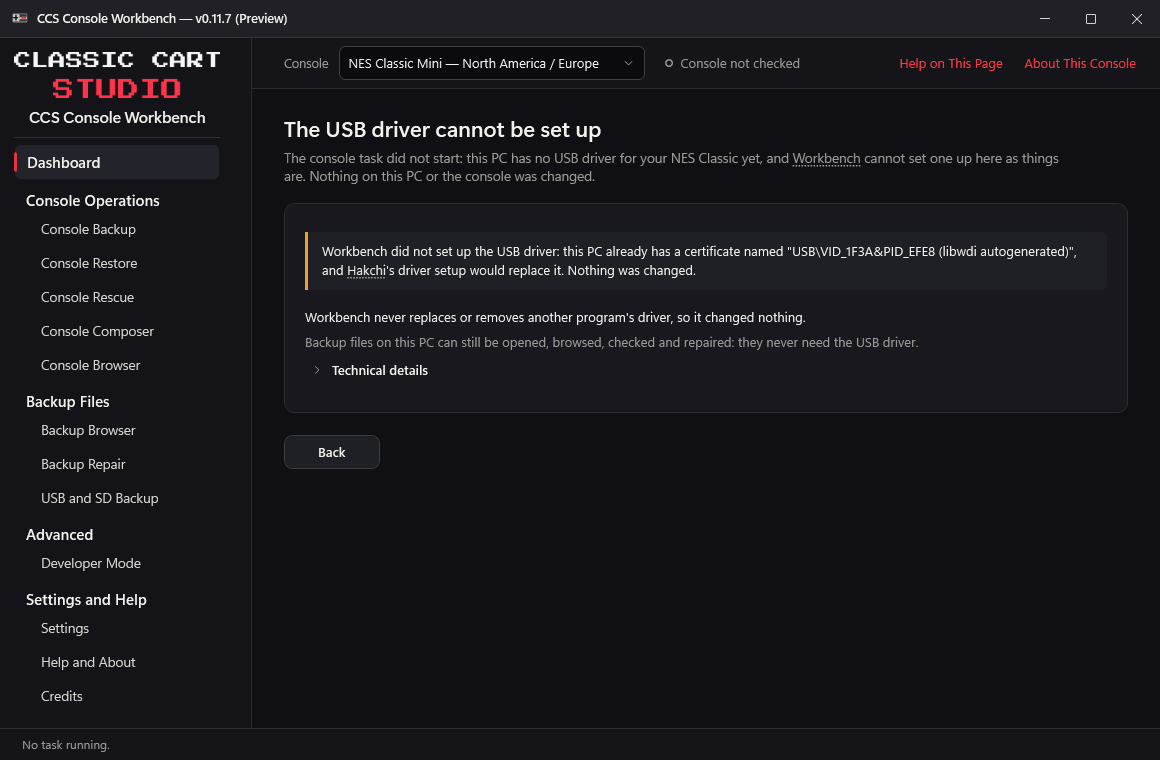 CCS Console Workbench — v0.11.7 (Preview)
CLASSIC CART
STUDIO
CCS Console Workbench
Console
NES Classic Mini — North America / Europe
Console not checked
Help on This Page
About This Console
Dashboard
Console Operations
Console Backup
Console Restore
Console Rescue
Console Composer
Console Browser
Backup Files
Backup Browser
Backup Repair
USB and SD Backup
Advanced
Developer Mode
Settings and Help
Settings
Help and About
Credits
The USB driver cannot be set up
The console task did not start: this PC has no USB driver for your NES Classic yet, and Workbench cannot set one up here as things
are. Nothing on this PC or the console was changed.
Workbench did not set up the USB driver: this PC already has a certificate named "USB\VID_1F3A&PID_EFE8 (libwdi autogenerated)",
and Hakchi's driver setup would replace it. Nothing was changed.
Workbench never replaces or removes another program's driver, so it changed nothing.
Backup files on this PC can still be opened, browsed, checked and repaired: they never need the USB driver.
Technical details
Back
No task running.